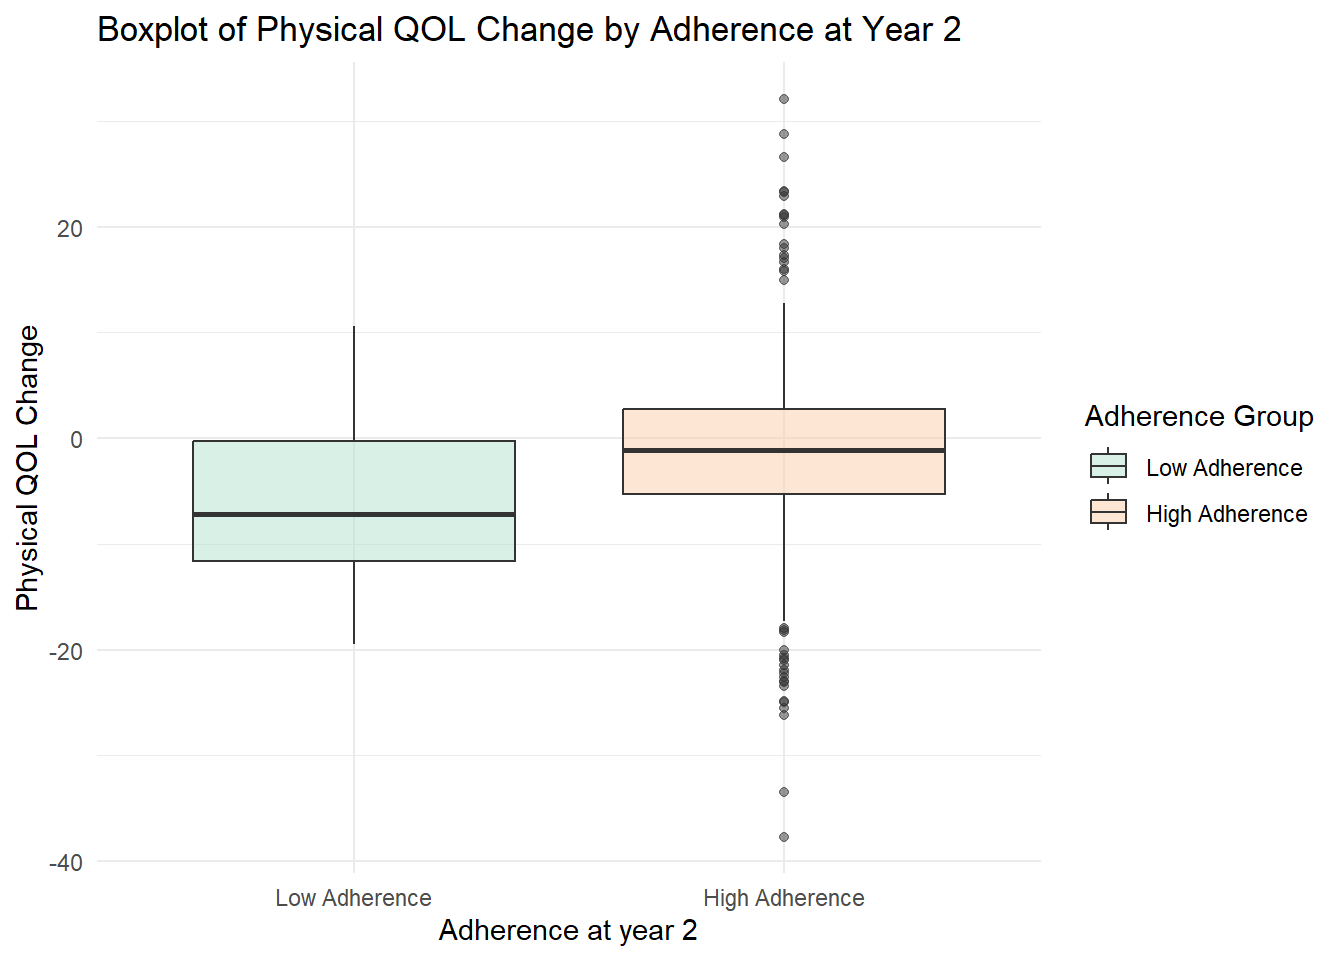 Boxplot of Physical QOL Change by Adherence at Year 2
Physical QOL Change
20
0
-20
-40
Low Adherence
High Adherence
Adherence at year 2
Adherence Group
Low Adherence
High Adherence